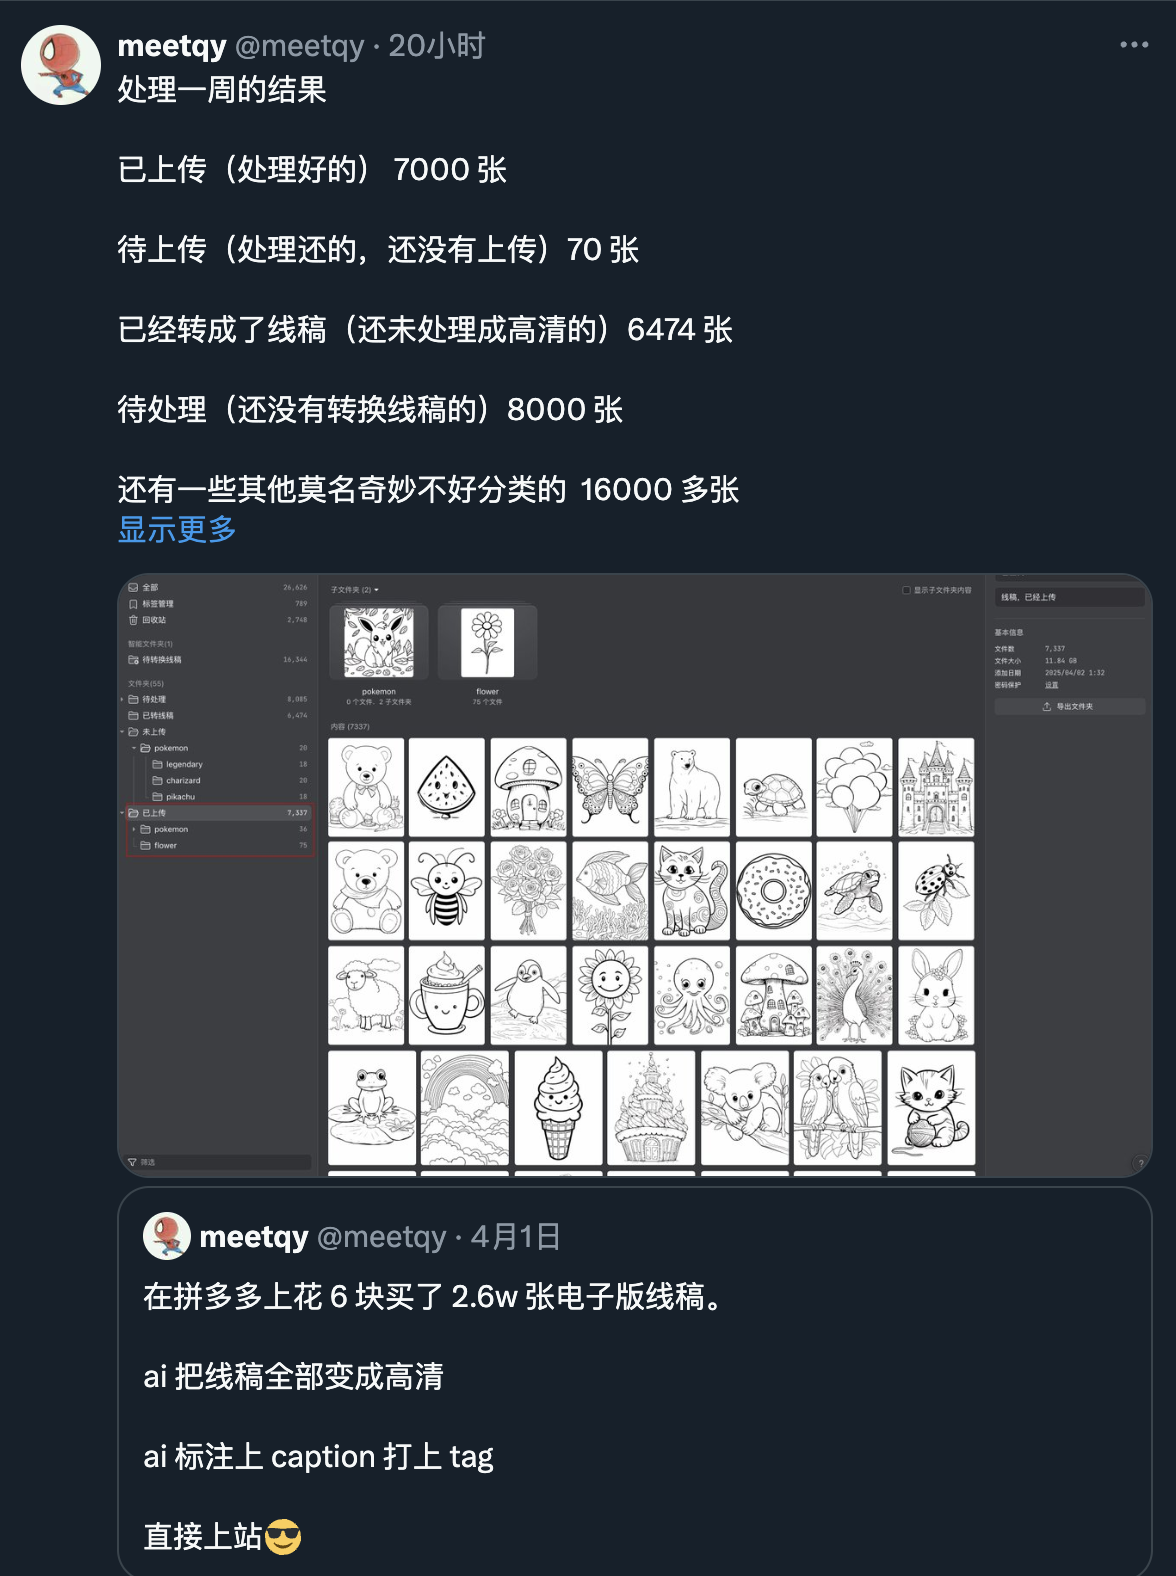 meetqy @meetqy · 20小时
处理一周的结果
已上传（处理好的） 7000 张
待上传（处理还的，还没有上传）70 张
已经转成了线稿（还未处理成高清的）6474 张
待处理（还没有转换线稿的）8000 张
还有一些其他莫名奇妙不好分类的 16000 多张
显示更多
全部 26,626
标签管理 789
回收站 2,748
智能文件夹(1)
待转换线稿 16,344
文件夹(55)
待处理 8,085
已转线稿 6,474
未上传
pokemon 20
legendary 18
charizard 20
pikachu 18
已上传 7,337
pokemon 36
flower 75
筛选
子文件夹 (2)
显示子文件夹内容
pokemon
0 个文件, 2 子文件夹
flower
75 个文件
内容 (7337)
线稿, 已经上传
基本信息
文件数 7,337
文件大小 11.84 GB
添加日期 2025/04/02 1:32
密码保护 设置
导出文件夹
?
meetqy @meetqy · 4月1日
在拼多多上花 6 块买了 2.6w 张电子版线稿。
ai 把线稿全部变成高清
ai 标注上 caption 打上 tag
直接上站😎